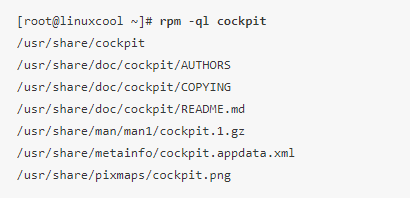 [root@linuxcool ~]# rpm -ql cockpit
/usr/share/cockpit
/usr/share/doc/cockpit/AUTHORS
/usr/share/doc/cockpit/COPYING
/usr/share/doc/cockpit/README.md
/usr/share/man/man1/cockpit.1.gz
/usr/share/metainfo/cockpit.appdata.xml
/usr/share/pixmaps/cockpit.png